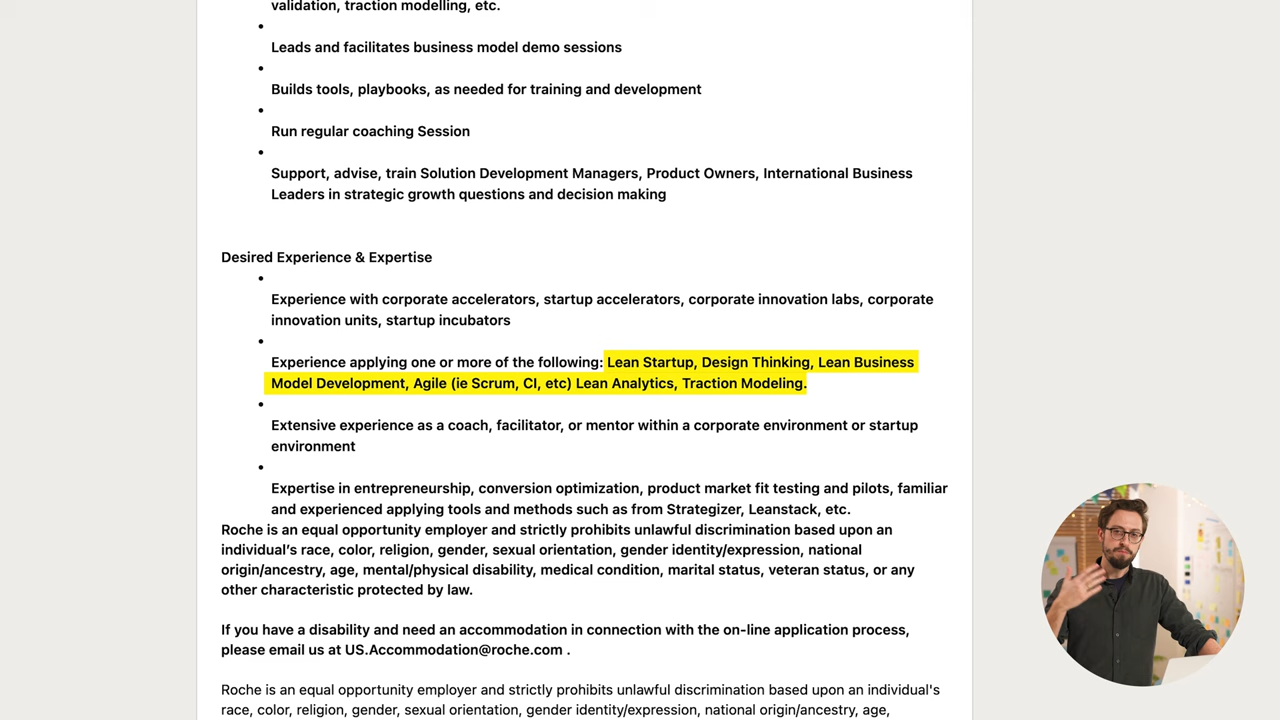 validation, traction modelling, etc.
•
Leads and facilitates business model demo sessions
•
Builds tools, playbooks, as needed for training and development
•
Run regular coaching Session
•
Support, advise, train Solution Development Managers, Product Owners, International Business
Leaders in strategic growth questions and decision making
Desired Experience & Expertise
•
Experience with corporate accelerators, startup accelerators, corporate innovation labs, corporate
innovation units, startup incubators
•
Experience applying one or more of the following: Lean Startup, Design Thinking, Lean Business
Model Development, Agile (ie Scrum, CI, etc) Lean Analytics, Traction Modeling.
•
Extensive experience as a coach, facilitator, or mentor within a corporate environment or startup
environment
•
Expertise in entrepreneurship, conversion optimization, product market fit testing and pilots, familiar
and experienced applying tools and methods such as from Strategizer, Leanstack, etc.
Roche is an equal opportunity employer and strictly prohibits unlawful discrimination based upon an
individual’s race, color, religion, gender, sexual orientation, gender identity/expression, national
origin/ancestry, age, mental/physical disability, medical condition, marital status, veteran status, or any
other characteristic protected by law.
If you have a disability and need an accommodation in connection with the on-line application process,
please email us at US.Accommodation@roche.com .
Roche is an equal opportunity employer and strictly prohibits unlawful discrimination based upon an individual's
race, color, religion, gender, sexual orientation, gender identity/expression, national origin/ancestry, age,